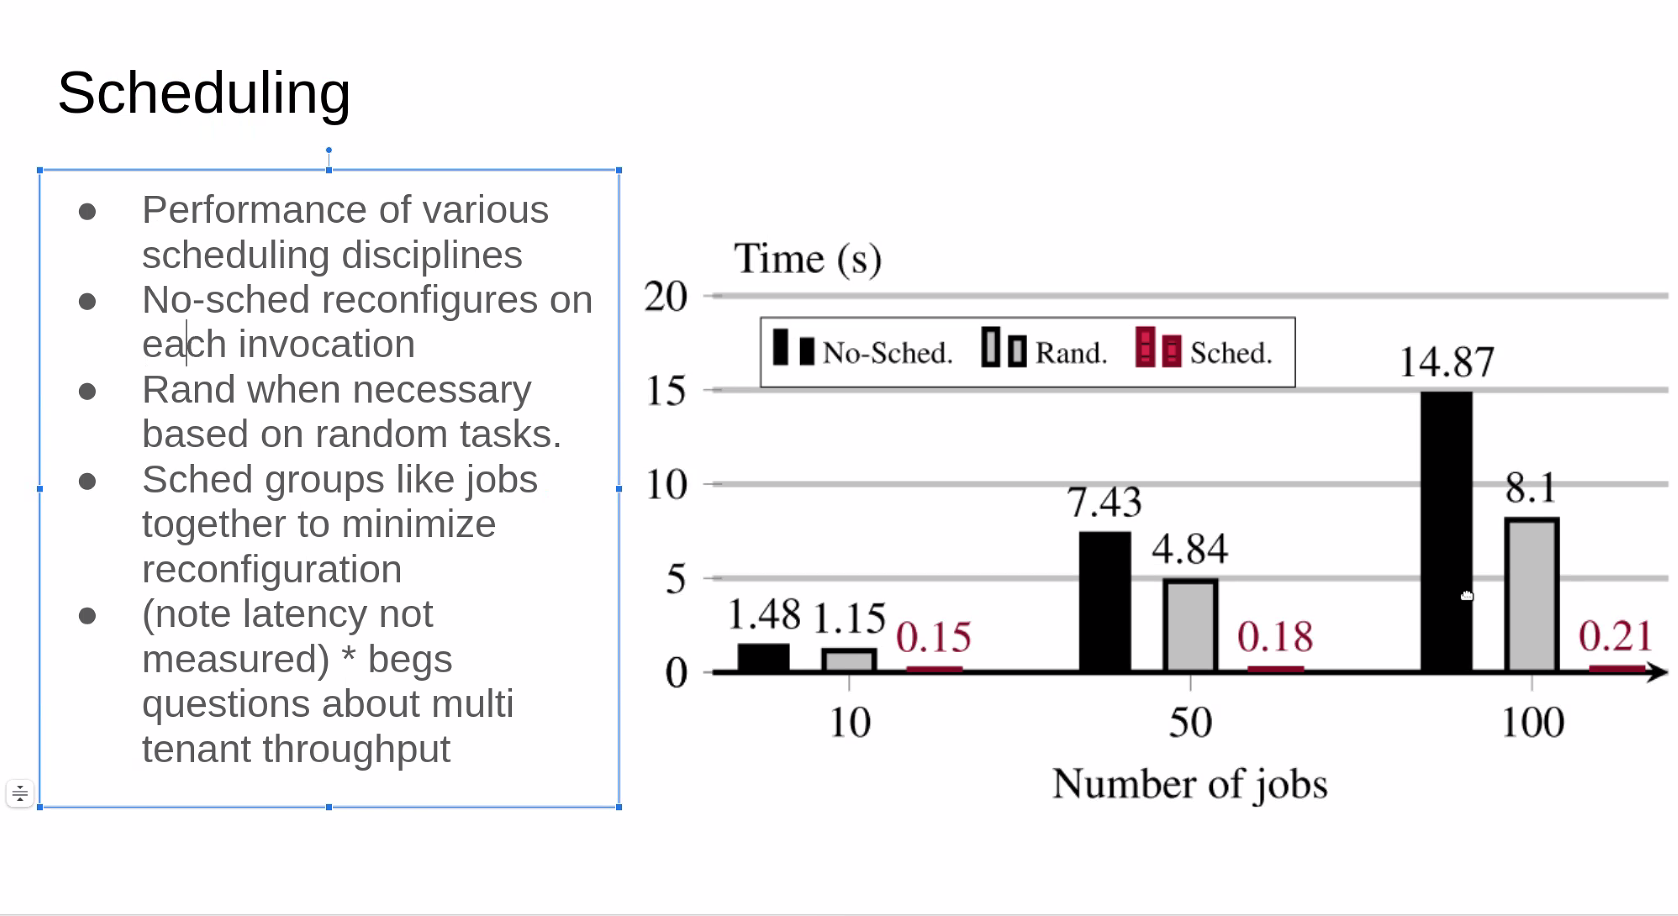 Scheduling
● Performance of various
scheduling disciplines
● No-sched reconfigures on
each invocation
● Rand when necessary
based on random tasks.
● Sched groups like jobs
together to minimize
reconfiguration
● (note latency not
measured) * begs
questions about multi
tenant throughput
Time (s)
20
No-Sched. Rand. Sched.
15
10
5
0
1.48 1.15 0.15
7.43 4.84 0.18
14.87 8.1 0.21
10 50 100
Number of jobs